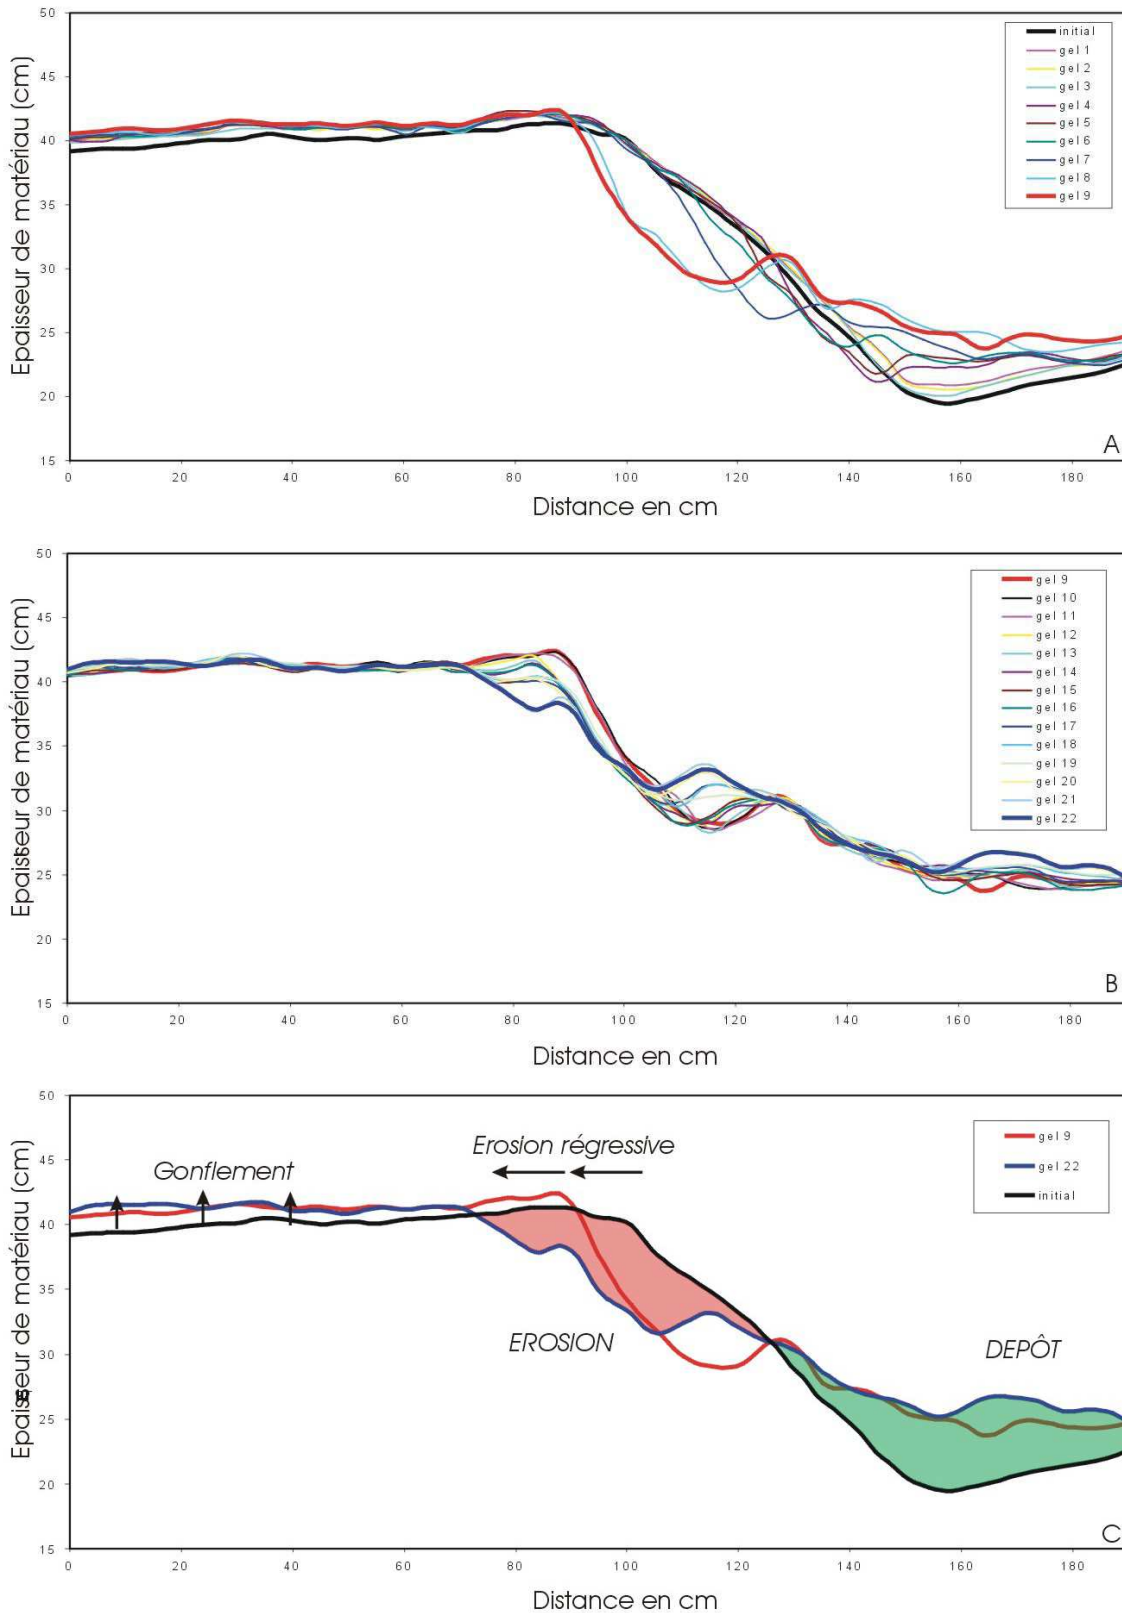 50
45
40
35
30
25
20
15
Epaisseur de matériau (cm)
initial
gel 1
gel 2
gel 3
gel 4
gel 5
gel 6
gel 7
gel 8
gel 9
A
0 20 40 60 80 100 120 140 160 180
Distance en cm
50
45
40
35
30
25
20
15
Epaisseur de matériau (cm)
gel 9
gel 10
gel 11
gel 12
gel 13
gel 14
gel 15
gel 16
gel 17
gel 18
gel 19
gel 20
gel 21
gel 22
B
0 20 40 60 80 100 120 140 160 180
Distance en cm
50
45
40
35
30
25
20
15
Epaisseur de matériau (cm)
gel 9
gel 22
initial
Gonflement
Erosion régressive
EROSION
DEPÔT
C
0 20 40 60 80 100 120 140 160 180
Distance en cm